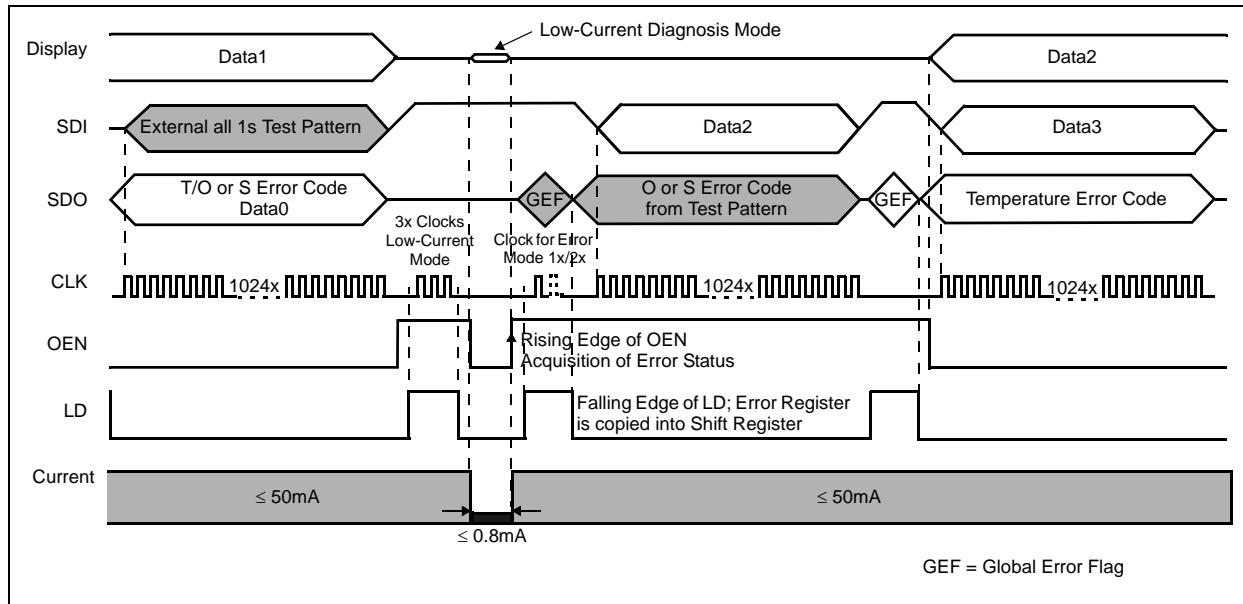 Low-Current Diagnosis Mode
Display
Data1
Data2
SDI
External all 1s Test Pattern
Data2
Data3
SDO
T/O or S Error Code
Data0
GEF
O or S Error Code
from Test Pattern
GEF
Temperature Error Code
3x Clocks
Low-Current
Mode
Clock for Error
Mode 1x/2x
CLK
1024x
1024x
1024x
OEN
Rising Edge of OEN
Acquisition of Error Status
LD
Falling Edge of LD; Error Register
is copied into Shift Register
Current
≤ 50mA
≤ 50mA
≤ 0.8mA
GEF = Global Error Flag